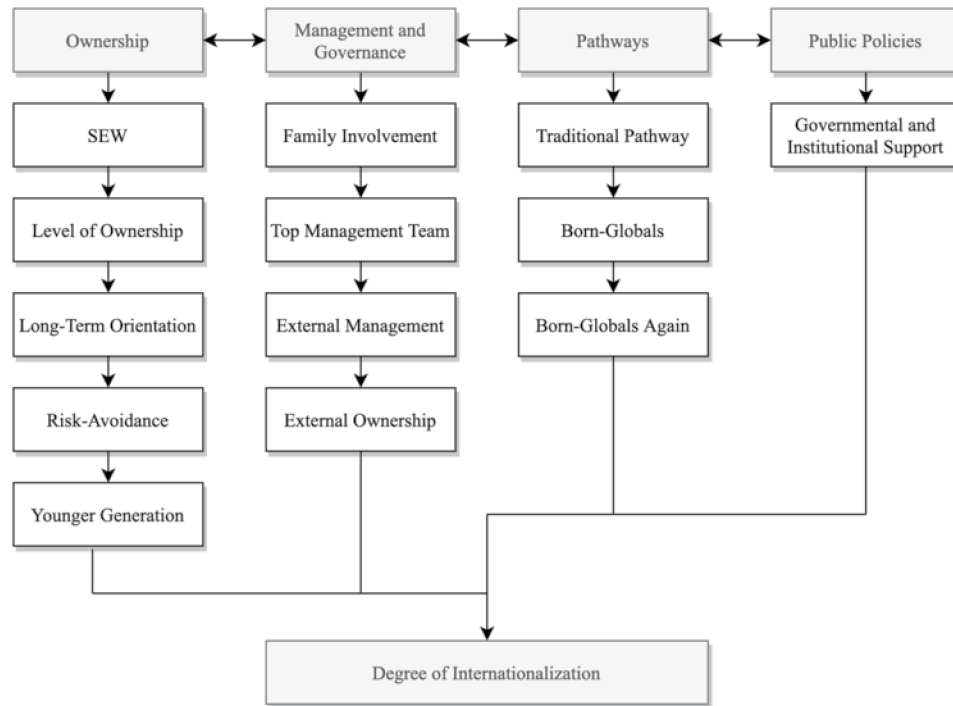 Ownership
Management and
Governance
Pathways
Public Policies
SEW
Family Involvement
Traditional Pathway
Governmental and
Institutional Support
Level of Ownership
Top Management Team
Born-Globals
Long-Term Orientation
External Management
Born-Globals Again
Risk-Avoidance
External Ownership
Younger Generation
Degree of Internationalization